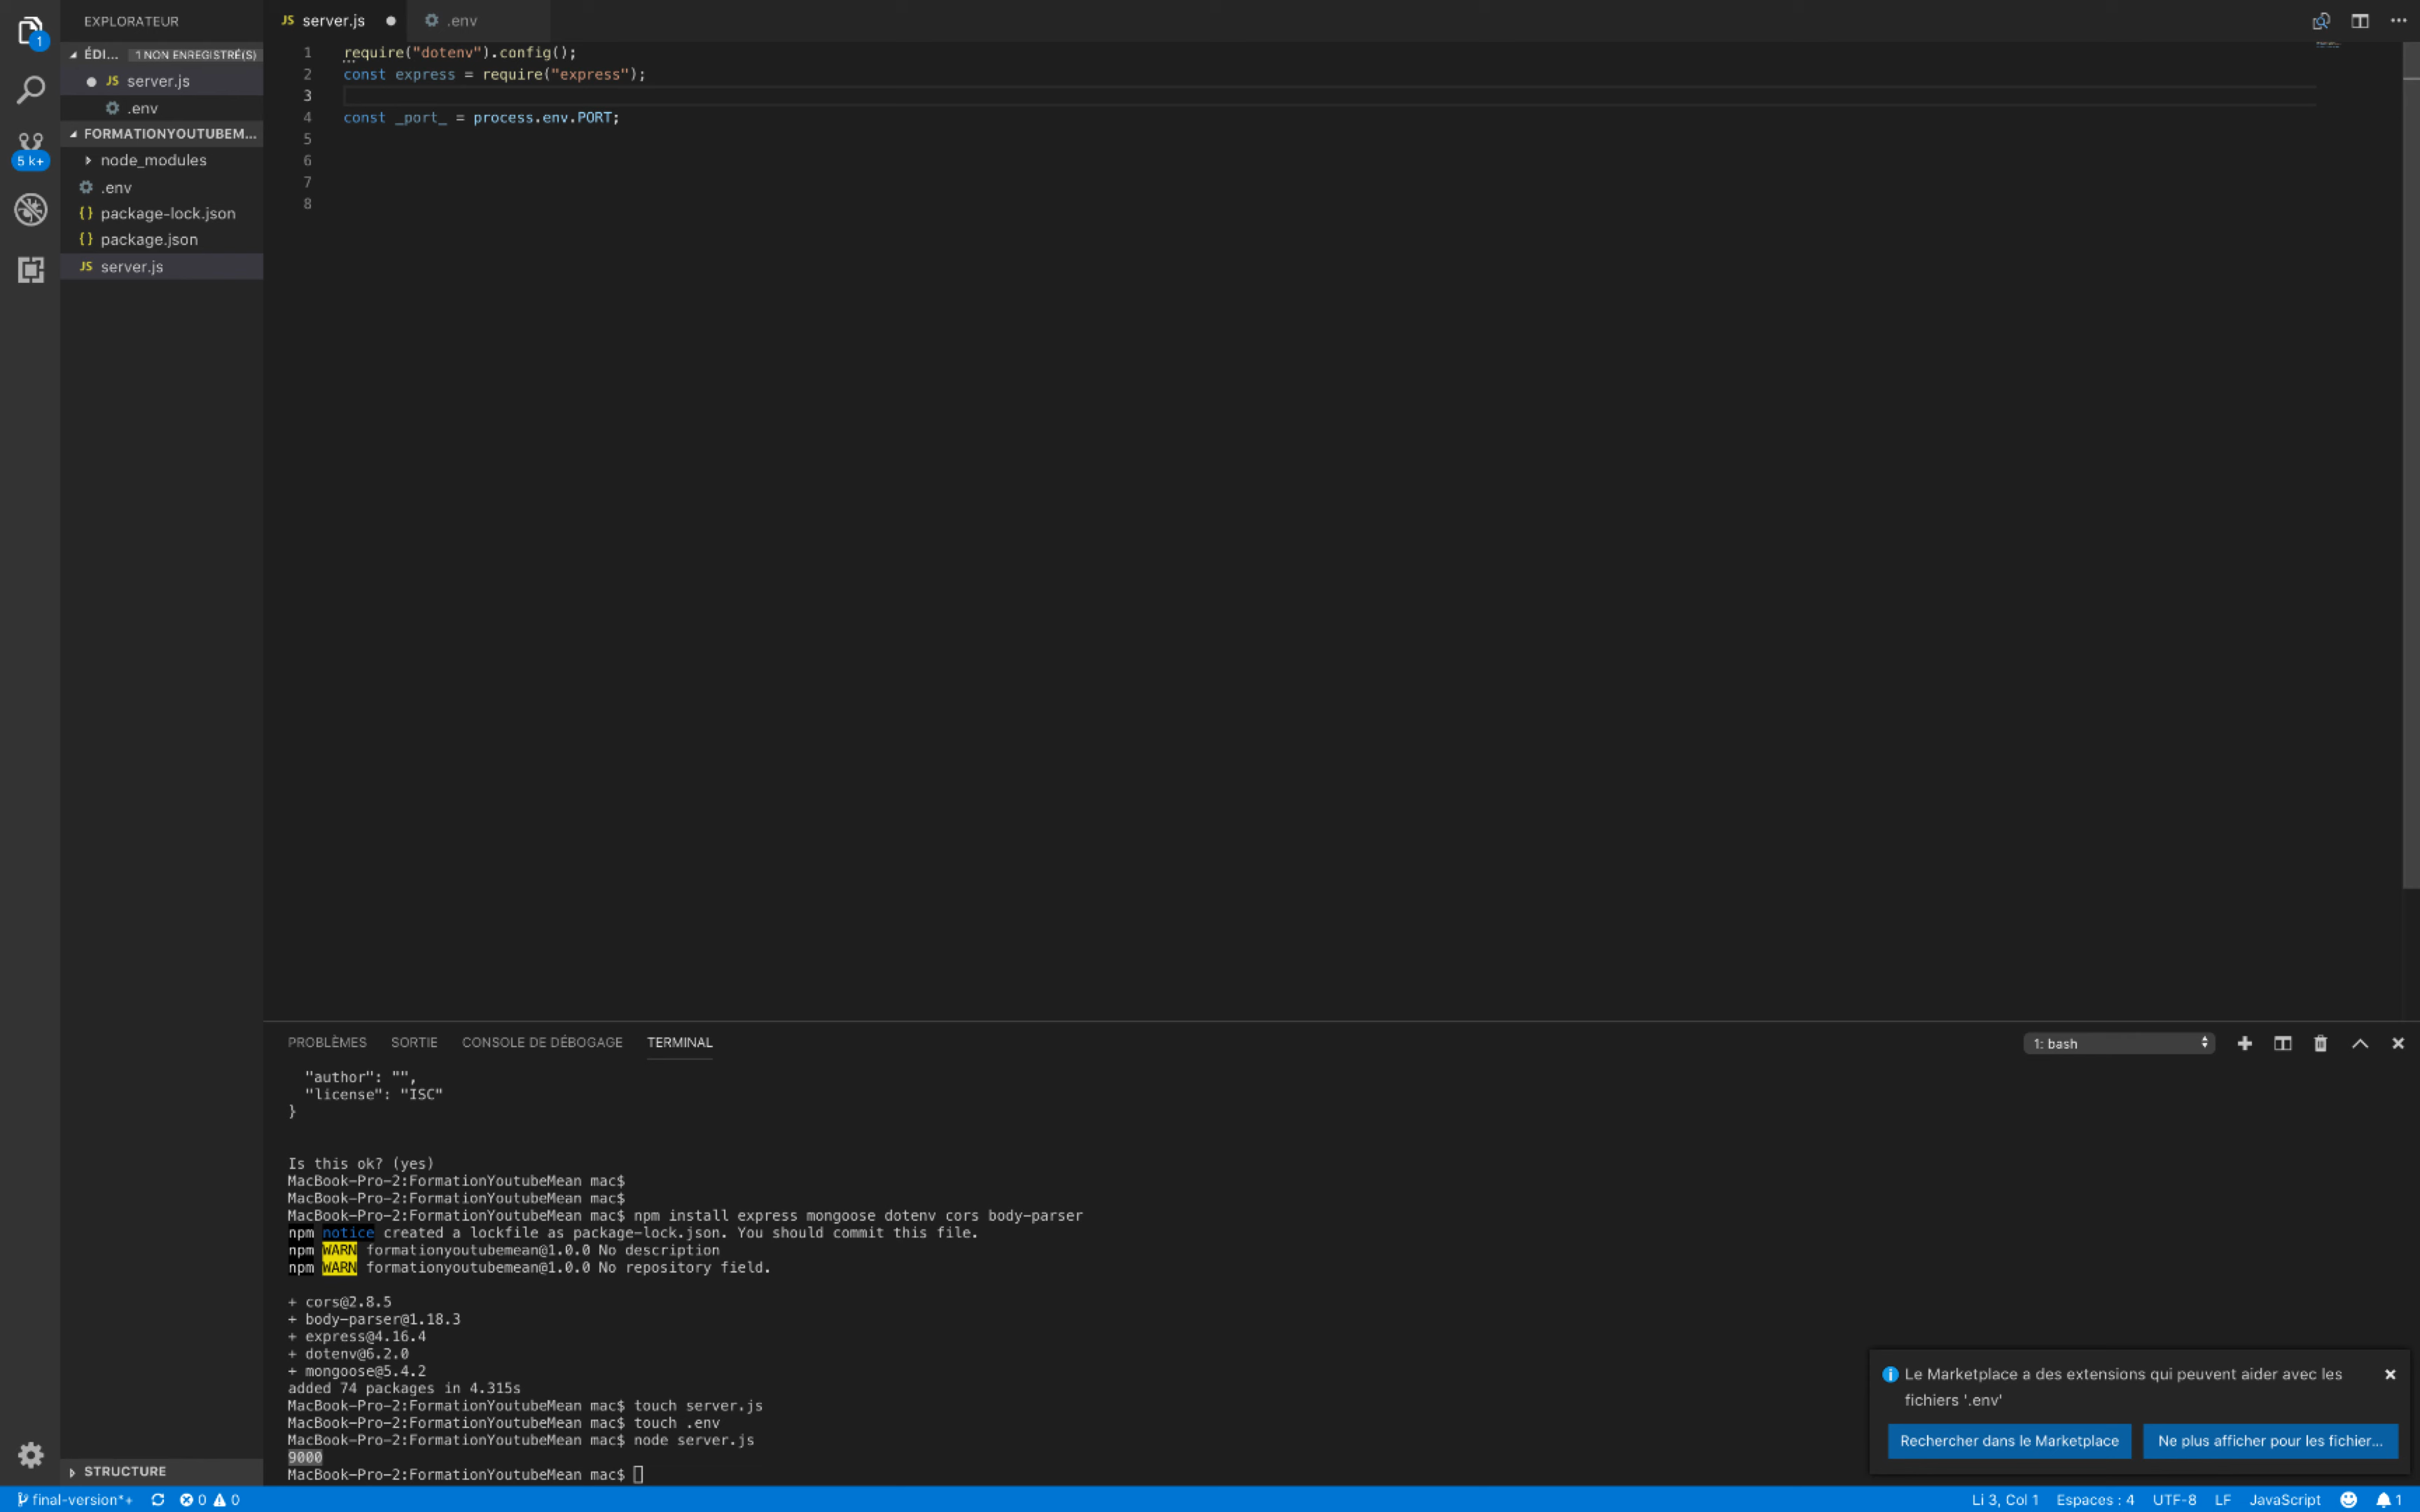 EXPLORATEUR
ÉDI... 1 NON ENREGISTRÉ(S)
JS server.js
.env
FORMATIONYOUTUBEM...
node_modules
.env
{} package-lock.json
{} package.json
JS server.js
STRUCTURE
1
5 k+
JS server.js
.env
1 require("dotenv").config();
2 const express = require("express");
3
4 const _port_ = process.env.PORT;
5
6
7
8
PROBLÈMES SORTIE CONSOLE DE DÉBOGAGE TERMINAL
1: bash
"author": "",
"license": "ISC"
}
Is this ok? (yes)
MacBook-Pro-2:FormationYoutubeMean mac$
MacBook-Pro-2:FormationYoutubeMean mac$
MacBook-Pro-2:FormationYoutubeMean mac$ npm install express mongoose dotenv cors body-parser
npm notice created a lockfile as package-lock.json. You should commit this file.
npm WARN formationyoutubemean@1.0.0 No description
npm WARN formationyoutubemean@1.0.0 No repository field.
+ cors@2.8.5
+ body-parser@1.18.3
+ express@4.16.4
+ dotenv@6.2.0
+ mongoose@5.4.2
added 74 packages in 4.315s
MacBook-Pro-2:FormationYoutubeMean mac$ touch server.js
MacBook-Pro-2:FormationYoutubeMean mac$ touch .env
MacBook-Pro-2:FormationYoutubeMean mac$ node server.js
9000
MacBook-Pro-2:FormationYoutubeMean mac$
Le Marketplace a des extensions qui peuvent aider avec les
fichiers '.env'
Rechercher dans le Marketplace Ne plus afficher pour les fichier...
final-version*+ 0 0 Li 3, Col 1 Espaces : 4 UTF-8 LF JavaScript 1